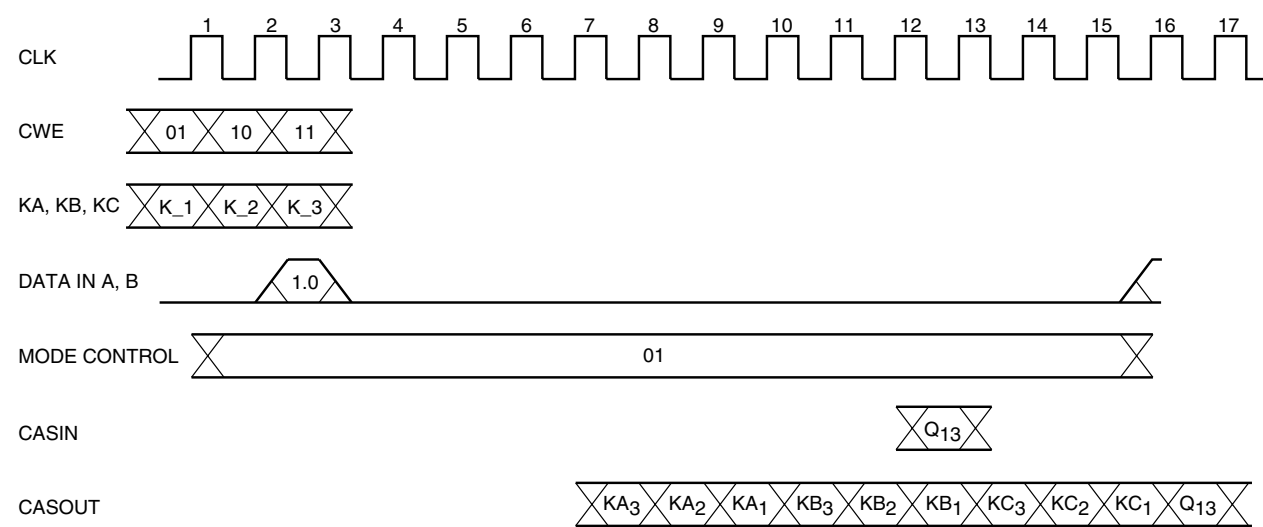 1 2 3 4 5 6 7 8 9 10 11 12 13 14 15 16 17
CLK
CWE 01 10 11
KA, KB, KC K_1 K_2 K_3
DATA IN A, B 1.0
MODE CONTROL 01
CASIN Q13
CASOUT KA3 KA2 KA1 KB3 KB2 KB1 KC3 KC2 KC1 Q13